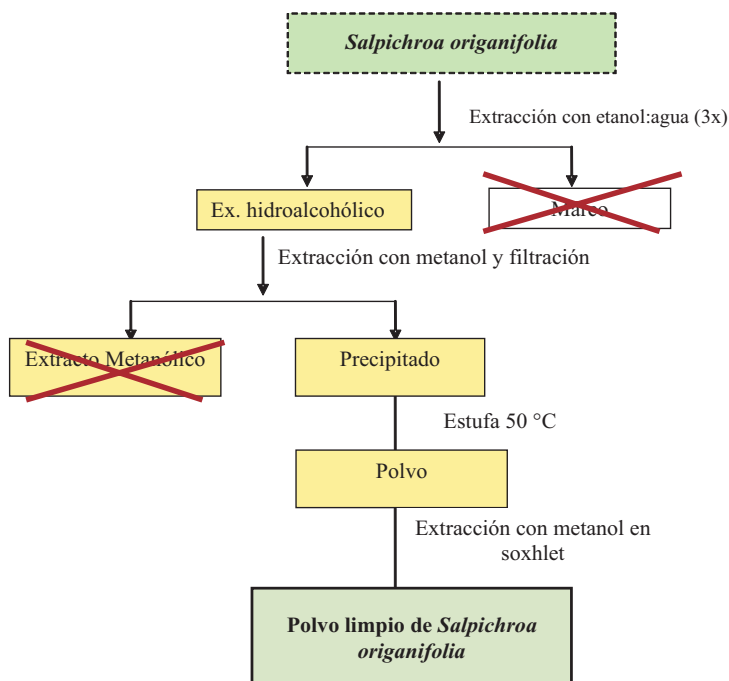 Salpichroa origanifolia
Extracción con etanol:agua (3x)
Ex. hidroalcohólico
Marco
Extracción con metanol y filtración
Extracto Metanólico
Precipitado
Estufa 50 °C
Polvo
Extracción con metanol en
soxhlet
Polvo limpio de Salpichroa
origanifolia